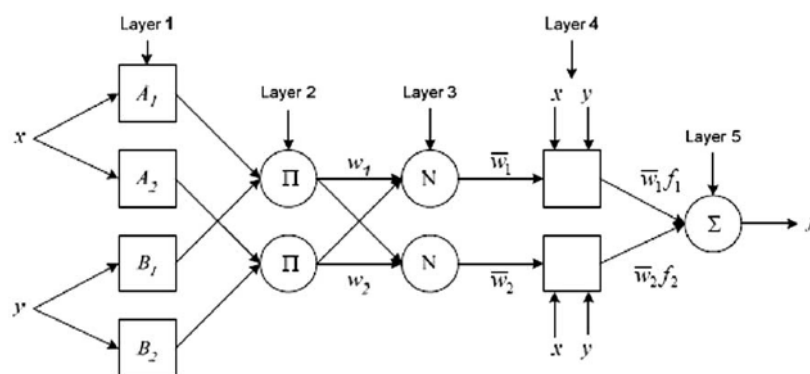 Layer 1
Layer 4
A₁
Layer 2
Layer 3
x y
x
Layer 5
w₁
w̅₁
Π
N
w̅₁f₁
A₂
Σ
B₁
Π
N
w̅₂f₂
w₂
w̅₂
y
x y
B₂